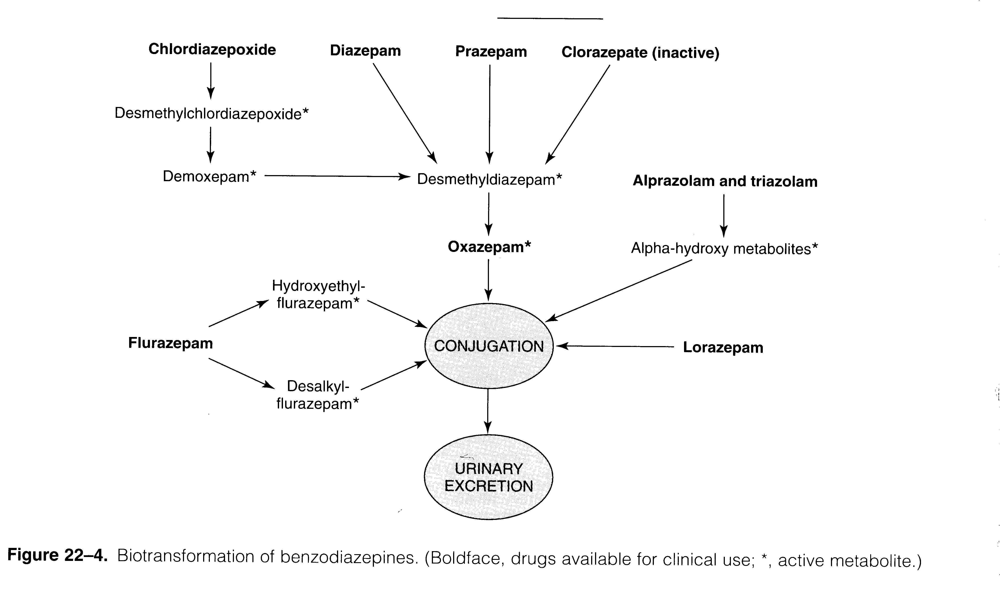 Chlordiazepoxide
Diazepam
Prazepam
Clorazepate (inactive)
Desmethylchlordiazepoxide*
Demoxepam*
Desmethyldiazepam*
Alprazolam and triazolam
Oxazepam*
Alpha-hydroxy metabolites*
Hydroxyethyl-
flurazepam*
Flurazepam
CONJUGATION
Lorazepam
Desalkyl-
flurazepam*
URINARY
EXCRETION
Figure 22–4. Biotransformation of benzodiazepines. (Boldface, drugs available for clinical use; *, active metabolite.)